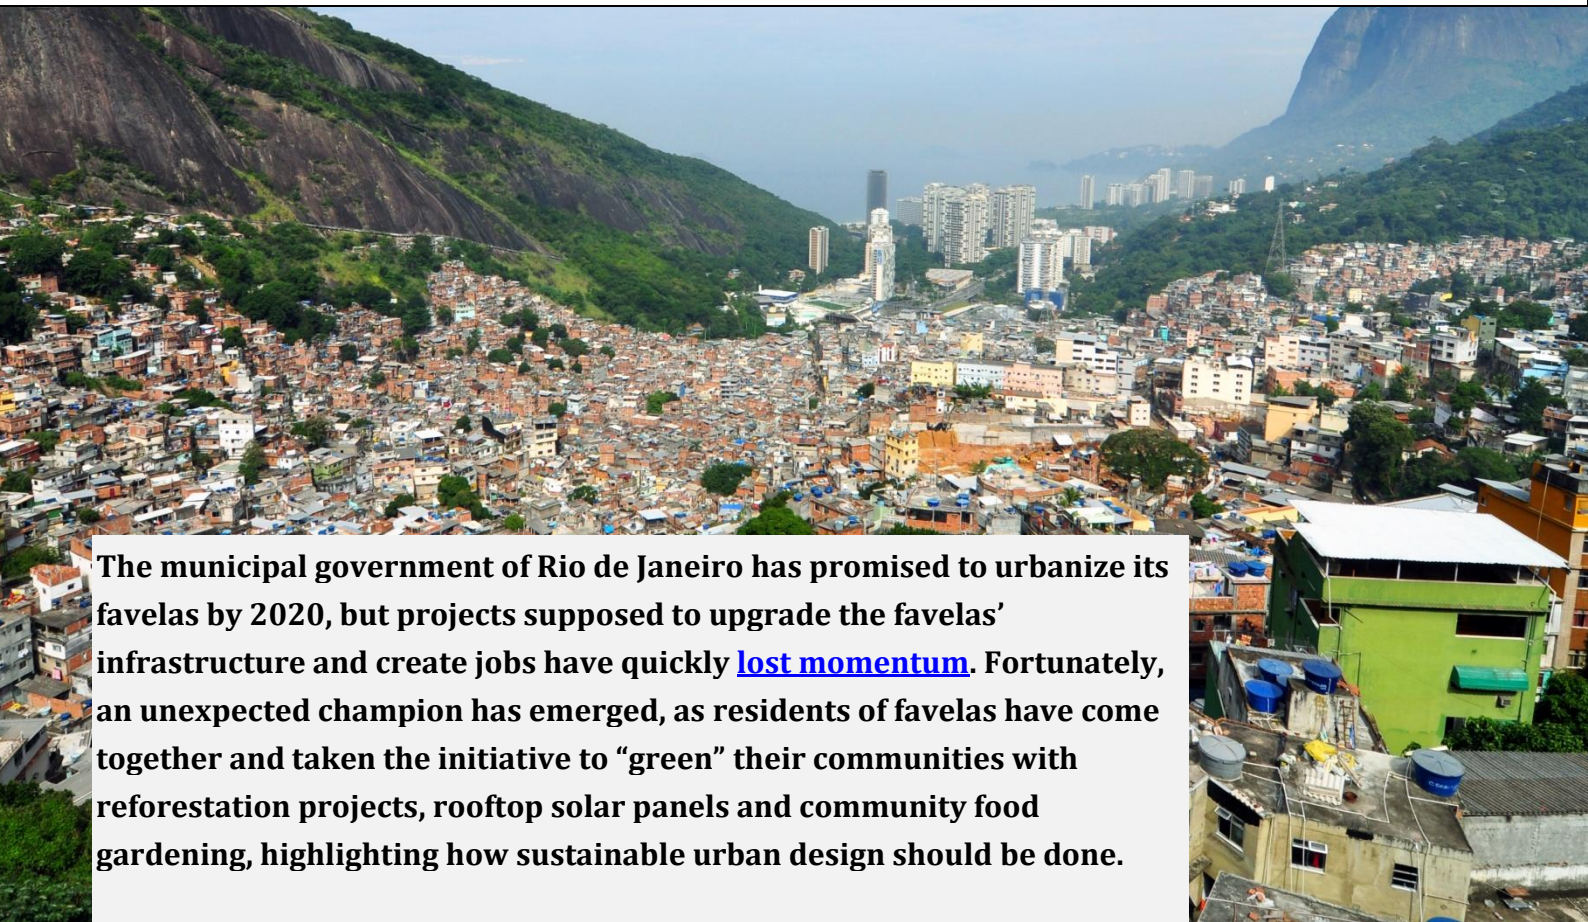 The municipal government of Rio de Janeiro has promised to urbanize its
favelas by 2020, but projects supposed to upgrade the favelas’
infrastructure and create jobs have quickly lost momentum. Fortunately,
an unexpected champion has emerged, as residents of favelas have come
together and taken the initiative to “green” their communities with
reforestation projects, rooftop solar panels and community food
gardening, highlighting how sustainable urban design should be done.